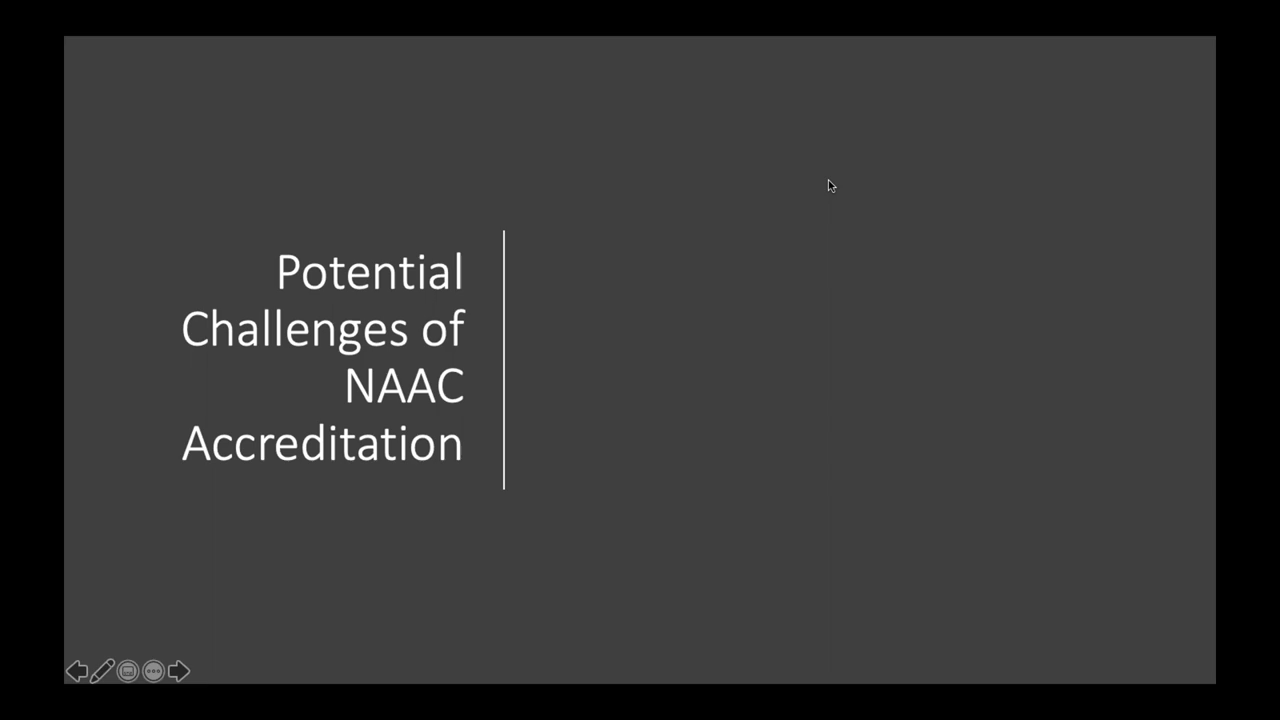 Potential
Challenges of
NAAC
Accreditation